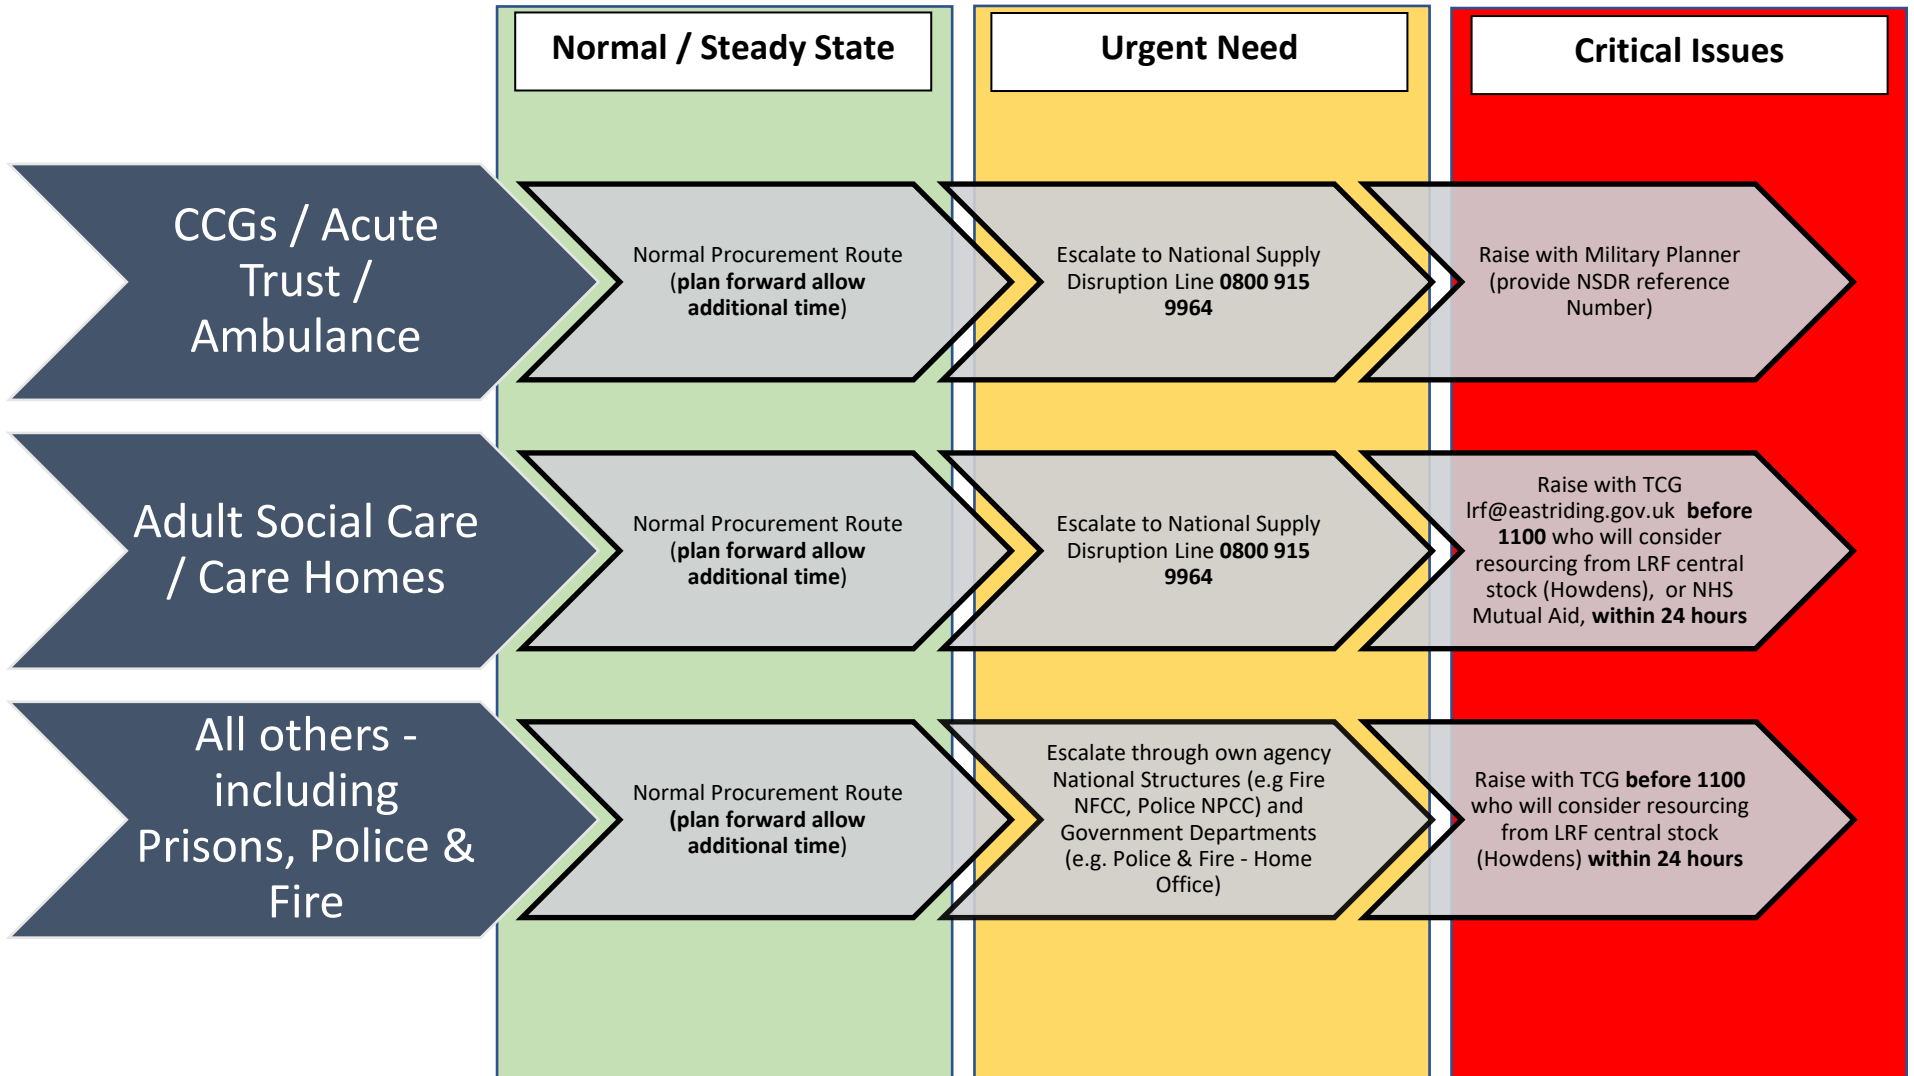 Normal / Steady State
Urgent Need
Critical Issues
CCGs / Acute
Trust /
Ambulance
Normal Procurement Route
(plan forward allow
additional time)
Escalate to National Supply
Disruption Line 0800 915
9964
Raise with Military Planner
(provide NSDR reference
Number)
Adult Social Care
/ Care Homes
Normal Procurement Route
(plan forward allow
additional time)
Escalate to National Supply
Disruption Line 0800 915
9964
Raise with TCG
lrf@eastriding.gov.uk before
1100 who will consider
resourcing from LRF central
stock (Howdens), or NHS
Mutual Aid, within 24 hours
All others -
including
Prisons, Police &
Fire
Normal Procurement Route
(plan forward allow
additional time)
Escalate through own agency
National Structures (e.g Fire
NFCC, Police NPCC) and
Government Departments
(e.g. Police & Fire - Home
Office)
Raise with TCG before 1100
who will consider resourcing
from LRF central stock
(Howdens) within 24 hours